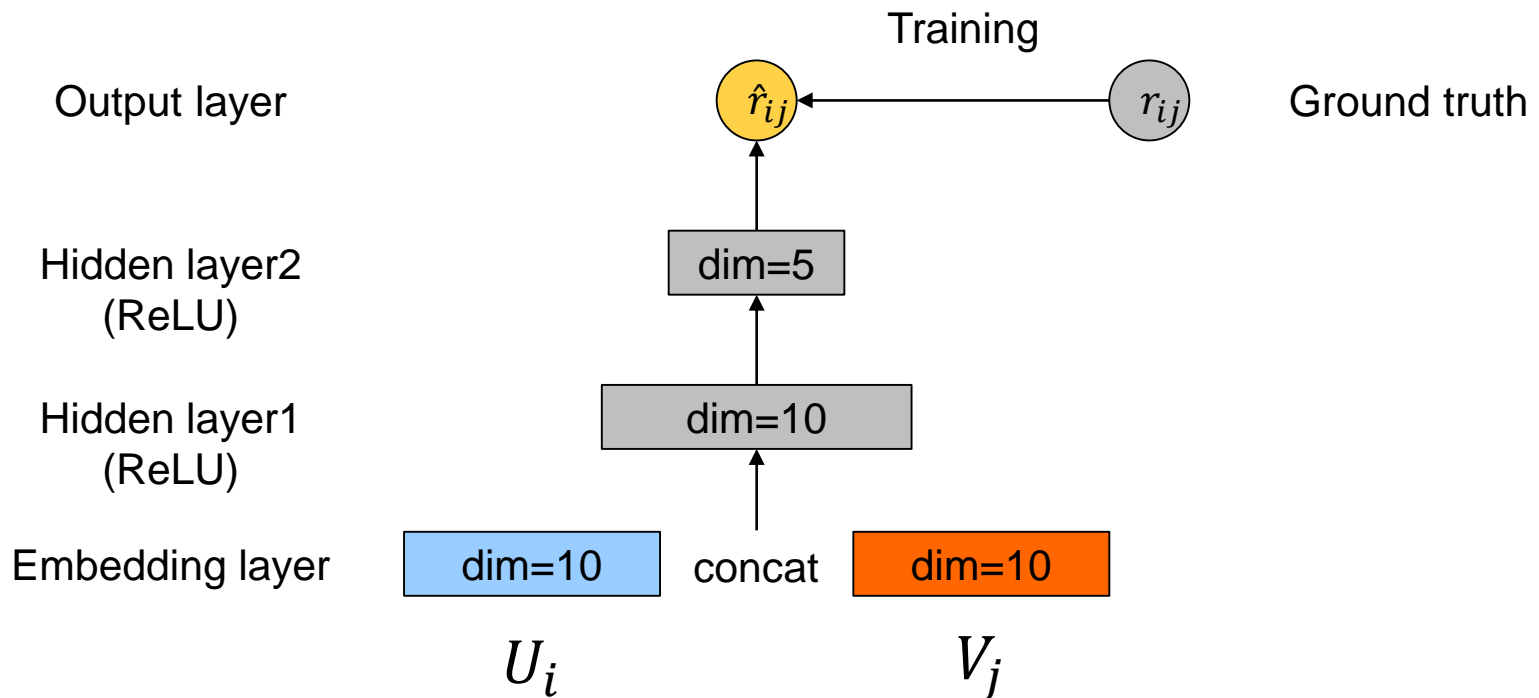 Training
Output layer
r̂ij
rij
Ground truth
Hidden layer2
(ReLU)
dim=5
Hidden layer1
(ReLU)
dim=10
Embedding layer
dim=10
concat
dim=10
Ui
Vj